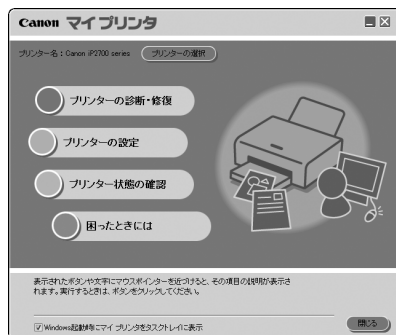 Canon マイ プリンタ
プリンター名：Canon iP2700 series プリンターの選択
プリンターの診断・修復
プリンターの設定
プリンター状態の確認
困ったときには
表示されたボタンや文字にマウスポインターを近づけると、その項目の説明が表示さ
れます。実行するときは、ボタンをクリックしてください。
Windows起動時にマイ プリンタをタスクトレイに表示 閉じる